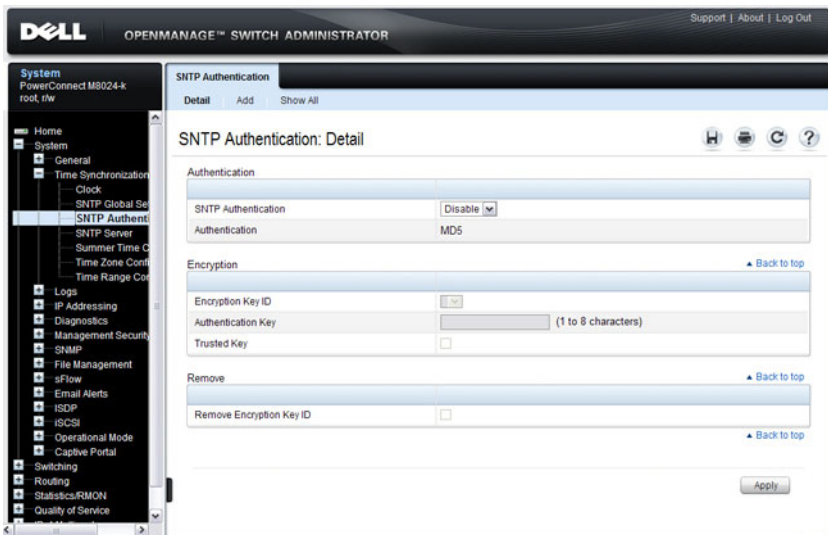 Support | About | Log Out
DELL OPENMANAGE™ SWITCH ADMINISTRATOR
System
PowerConnect M8024-k
root, r/w
Home
System
General
Time Synchronization
Clock
SNTP Global Se
SNTP Authenti
SNTP Server
Summer Time C
Time Zone Confi
Time Range Con
Logs
IP Addressing
Diagnostics
Management Security
SNMP
File Management
sFlow
Email Alerts
ISDP
iSCSI
Operational Mode
Captive Portal
Switching
Routing
Statistics/RMON
Quality of Service
SNTP Authentication
Detail Add Show All
SNTP Authentication: Detail
Authentication
SNTP Authentication Disable
Authentication MD5
Encryption ▲ Back to top
Encryption Key ID 1
Authentication Key (1 to 8 characters)
Trusted Key
Remove ▲ Back to top
Remove Encryption Key ID
▲ Back to top
Apply